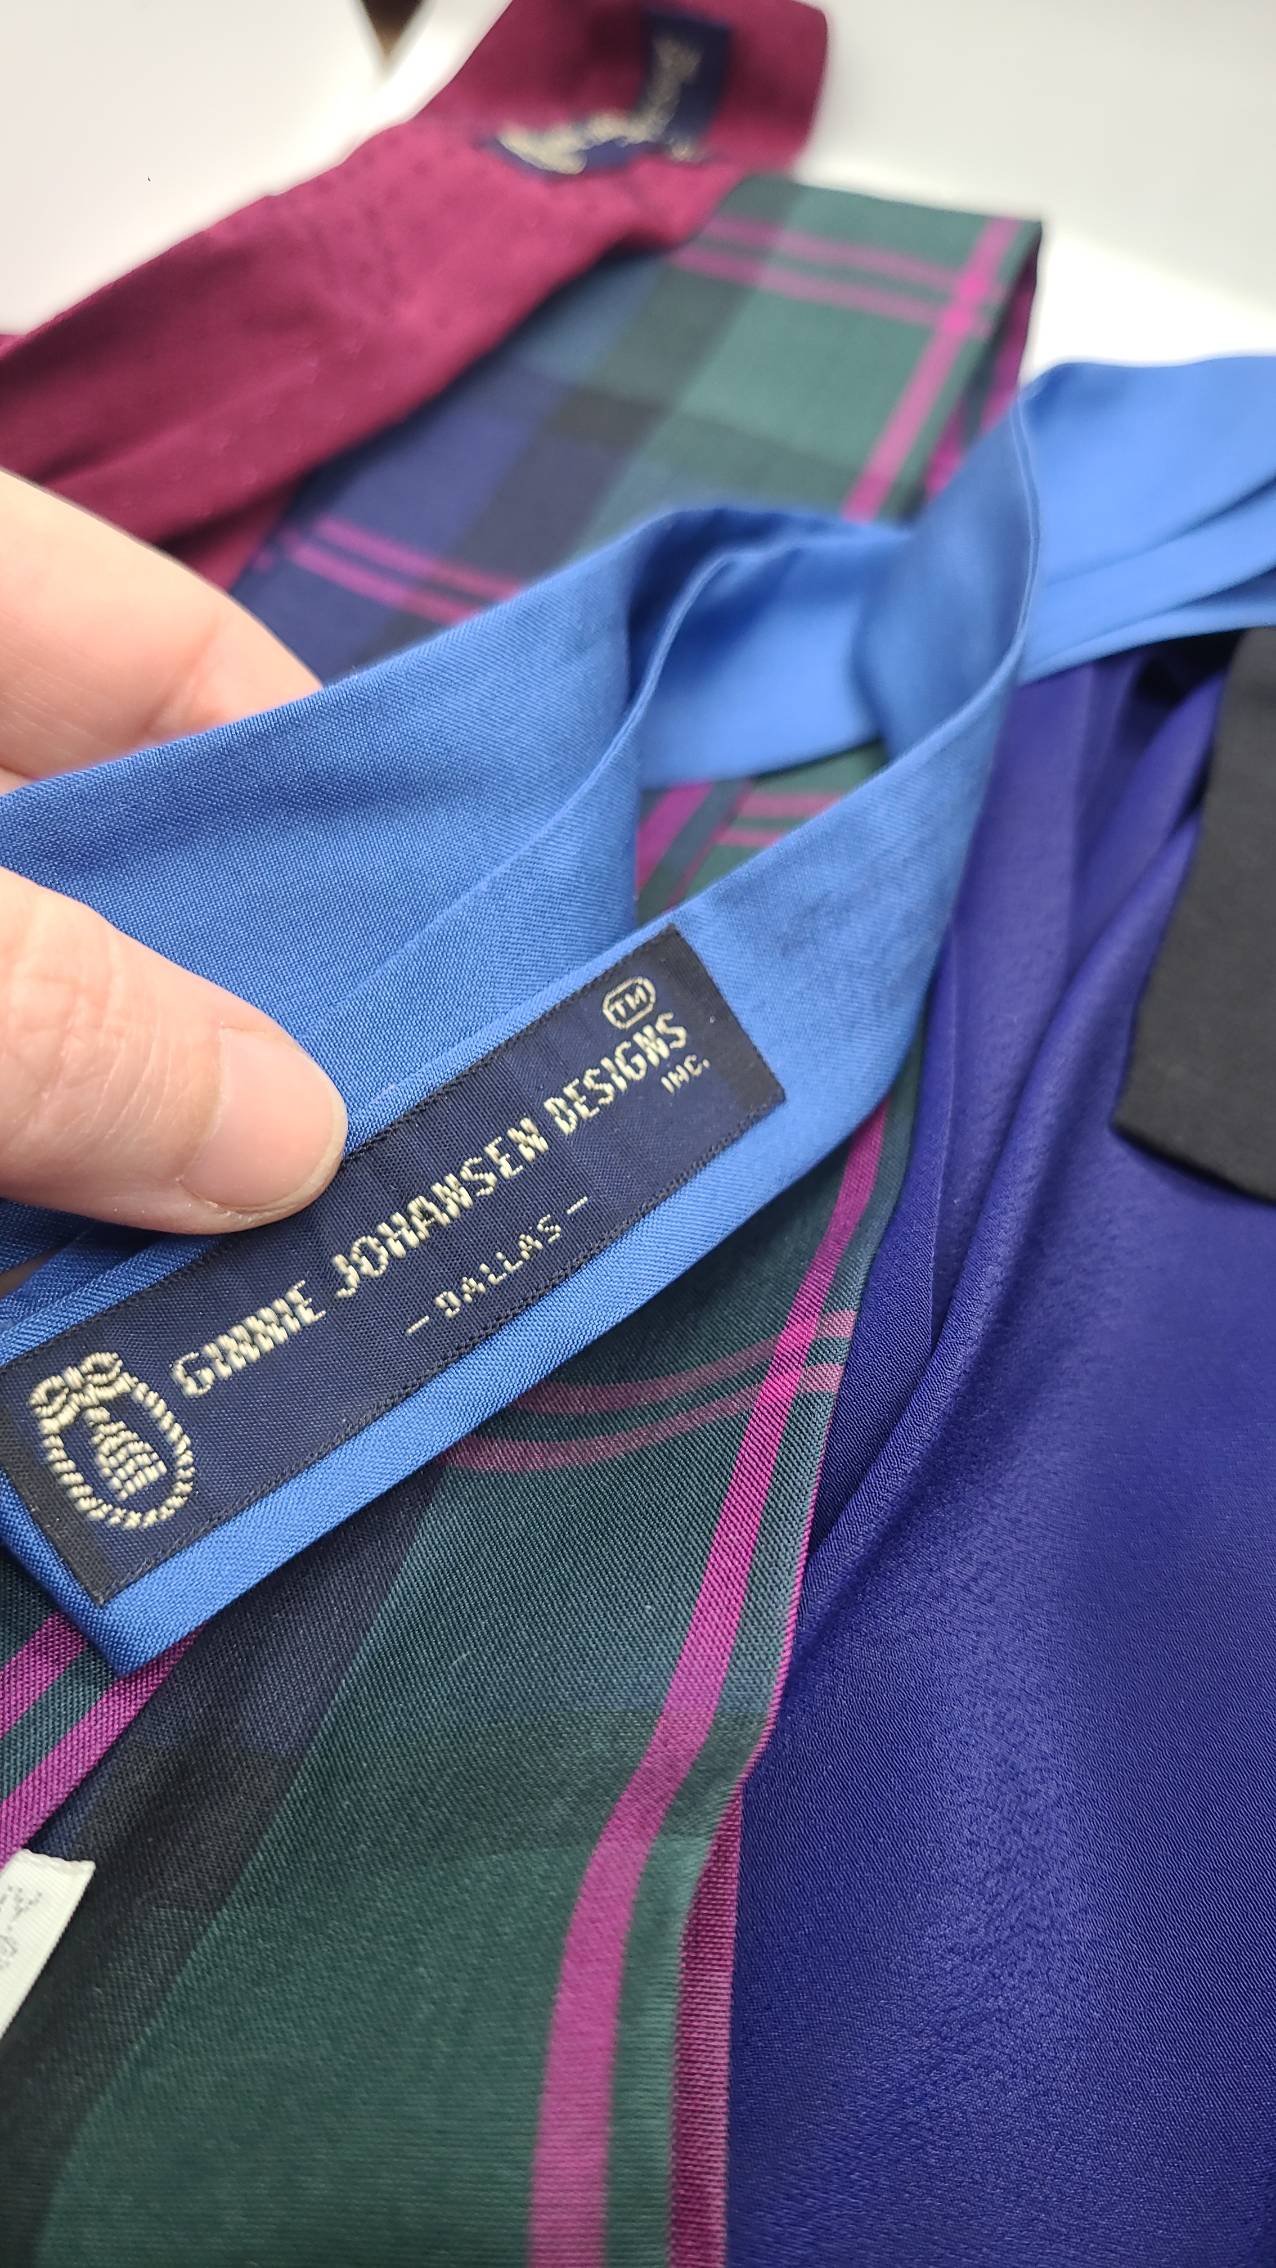 TM
GINNIE JOHANSEN DESIGNS
INC.
— DALLAS —